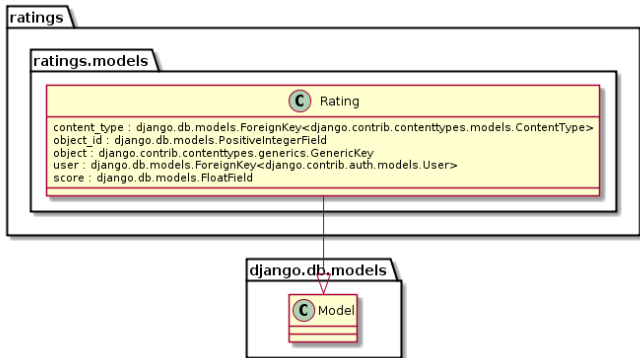 ratings
ratings.models
C Rating
content_type : django.db.models.ForeignKey<django.contrib.contenttypes.models.ContentType>
object_id : django.db.models.PositiveIntegerField
object : django.contrib.contenttypes.generics.GenericKey
user : django.db.models.ForeignKey<django.contrib.auth.models.User>
score : django.db.models.FloatField
django.db.models
C Model